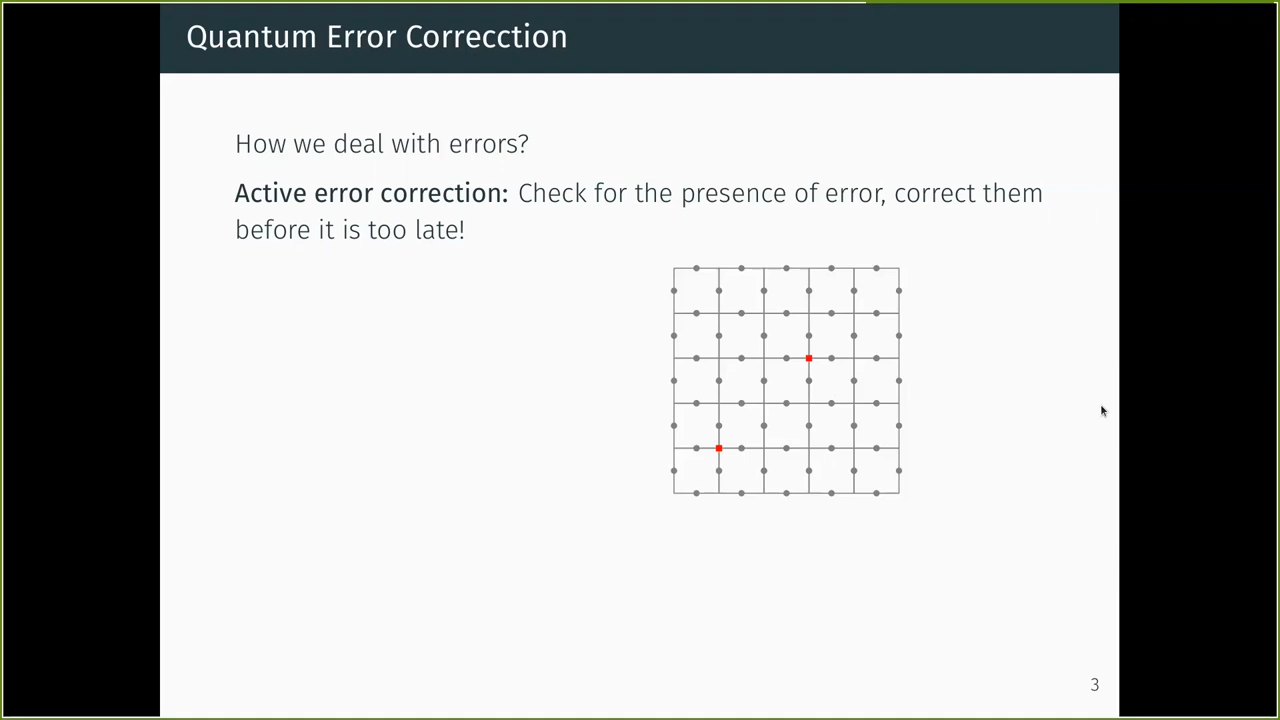 Quantum Error Correcction
How we deal with errors?
Active error correction: Check for the presence of error, correct them
before it is too late!
3